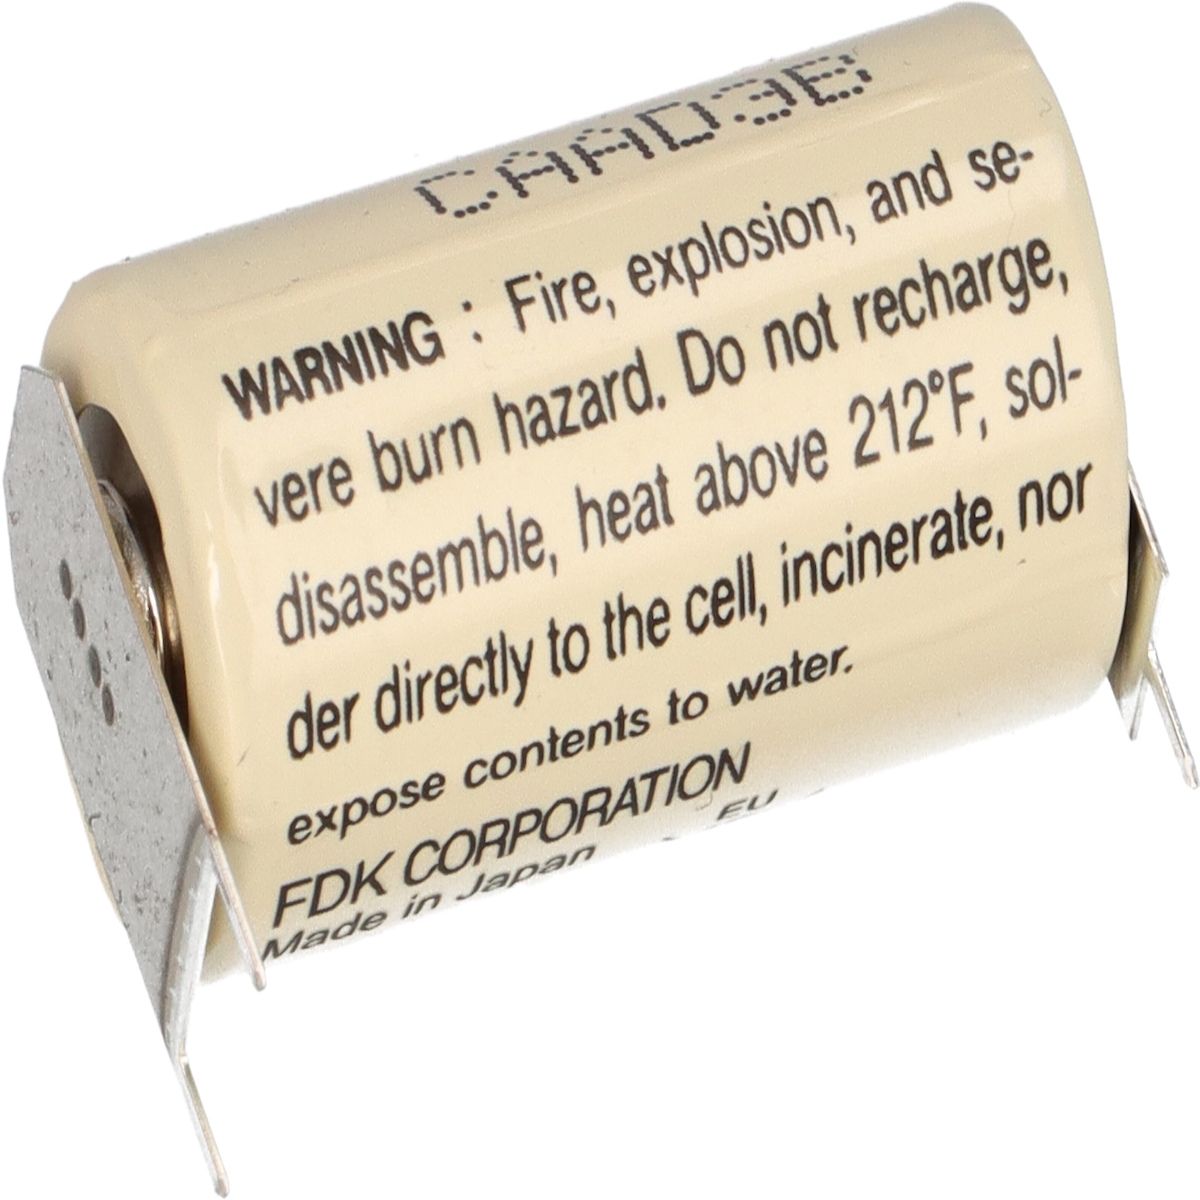 CAAD3B
WARNING : Fire, explosion, and se-
vere burn hazard. Do not recharge,
disassemble, heat above 212°F, sol-
der directly to the cell, incinerate, nor
expose contents to water.
FDK CORPORATION
Made in Japan EU